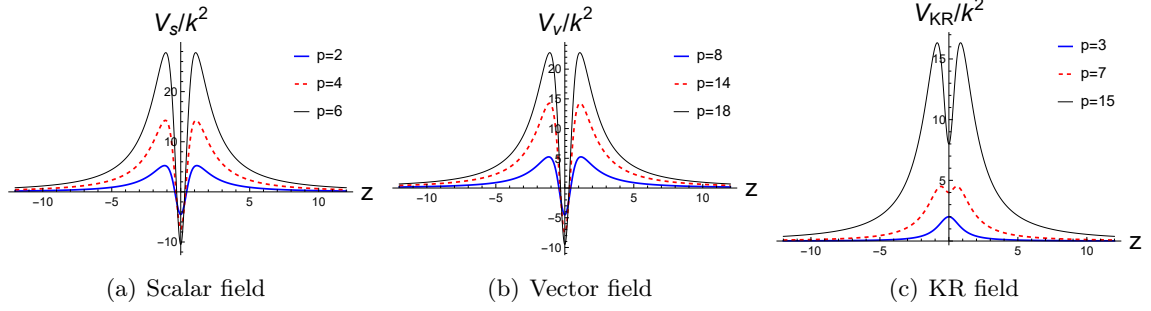 V_s/k^2
p=2
p=4
p=6
20
10
-10
-10
-5
5
10
z
(a) Scalar field
V_v/k^2
p=8
p=14
p=18
20
15
10
5
-5
-10
-10
-5
5
10
z
(b) Vector field
V_KR/k^2
p=3
p=7
p=15
15
10
5
-10
-5
5
10
z
(c) KR field